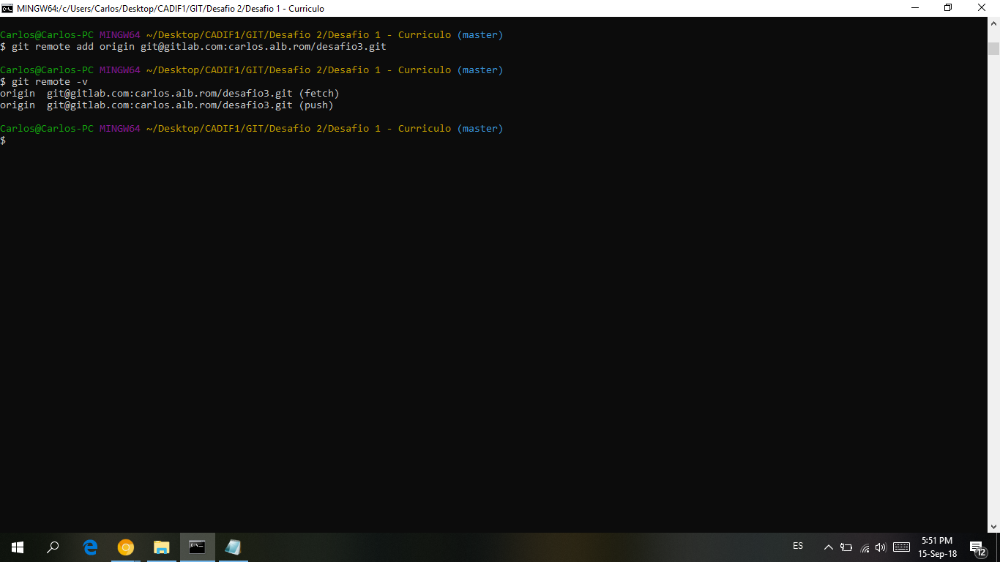 MINGW64:/c/Users/Carlos/Desktop/CADIF1/GIT/Desafio 2/Desafio 1 - Curriculo
Carlos@Carlos-PC MINGW64 ~/Desktop/CADIF1/GIT/Desafio 2/Desafio 1 - Curriculo (master)
$ git remote add origin git@gitlab.com:carlos.alb.rom/desafio3.git
Carlos@Carlos-PC MINGW64 ~/Desktop/CADIF1/GIT/Desafio 2/Desafio 1 - Curriculo (master)
$ git remote -v
origin  git@gitlab.com:carlos.alb.rom/desafio3.git (fetch)
origin  git@gitlab.com:carlos.alb.rom/desafio3.git (push)
Carlos@Carlos-PC MINGW64 ~/Desktop/CADIF1/GIT/Desafio 2/Desafio 1 - Curriculo (master)
$
ES
5:51 PM
15-Sep-18
12